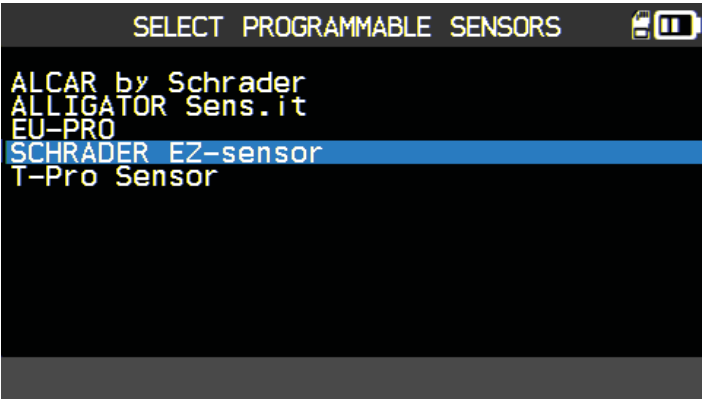 SELECT PROGRAMMABLE SENSORS
ALCAR by Schrader
ALLIGATOR Sens.it
EU-PRO
SCHRADER EZ-sensor
T-Pro Sensor